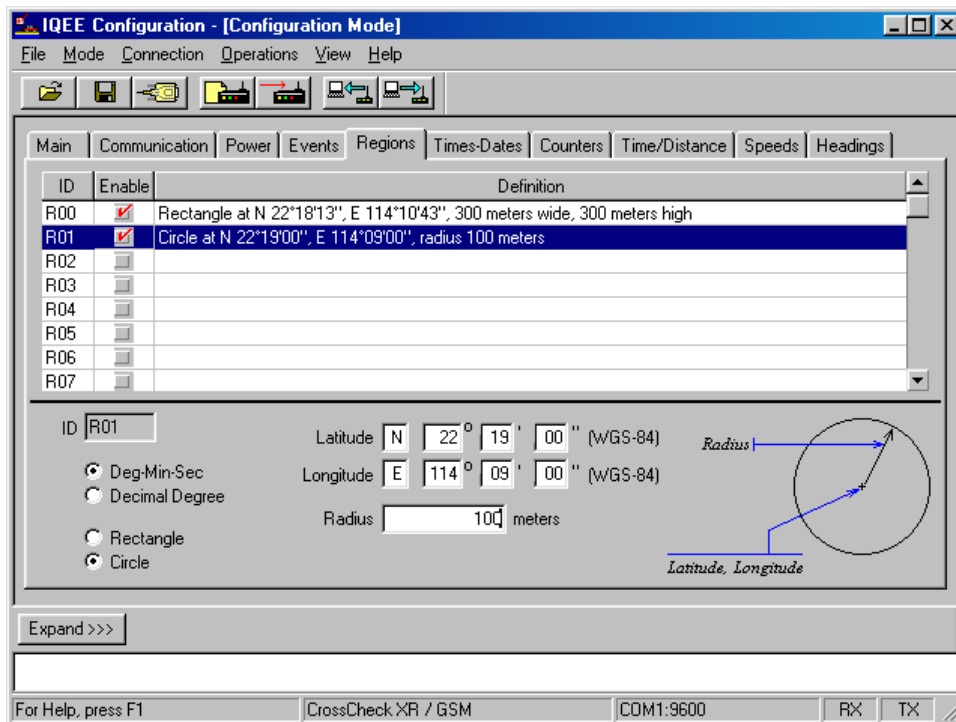 IQEE Configuration - [Configuration Mode]
File Mode Connection Operations View Help
Main Communication Power Events Regions Times-Dates Counters Time/Distance Speeds Headings
ID Enable Definition
R00 Rectangle at N 22°18'13", E 114°10'43", 300 meters wide, 300 meters high
R01 Circle at N 22°19'00", E 114°09'00", radius 100 meters
R02
R03
R04
R05
R06
R07
ID R01
Latitude N 22 ° 19 ' 00 " (WGS-84)
Longitude E 114 ° 09 ' 00 " (WGS-84)
Radius 100 meters
Deg-Min-Sec
Decimal Degree
Rectangle
Circle
Radius
Latitude, Longitude
Expand >>>
For Help, press F1 CrossCheck XR / GSM COM1:9600 RX TX